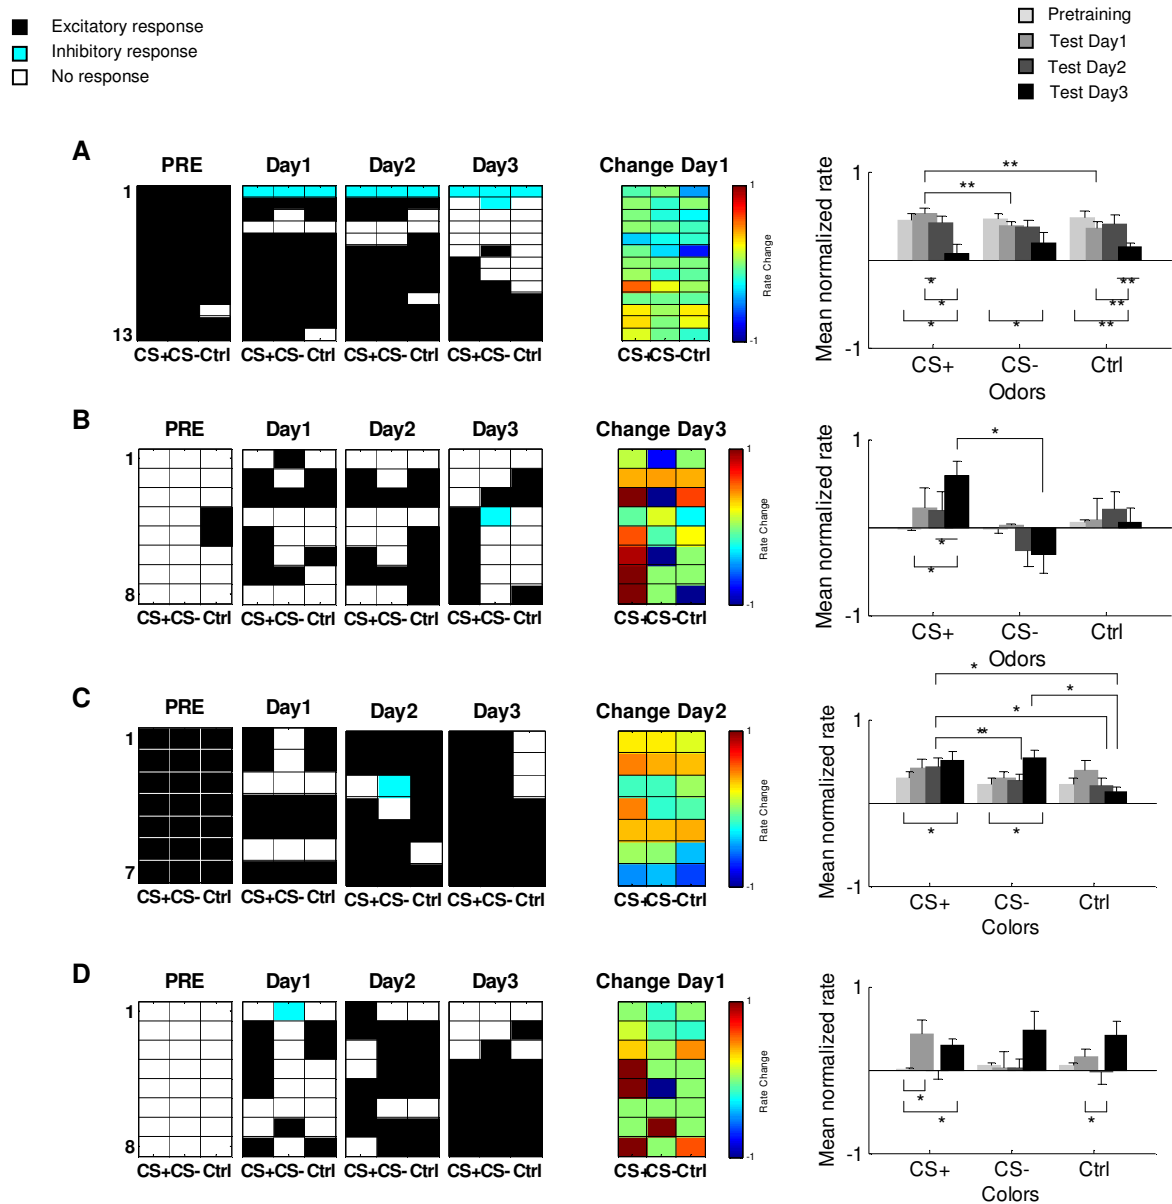 Excitatory response
Inhibitory response
No response
Pretraining
Test Day1
Test Day2
Test Day3
A
PRE Day1 Day2 Day3 Change Day1
1
13
CS+CS-Ctrl CS+CS- Ctrl CS+CS- Ctrl CS+CS-Ctrl CS+CS-Ctrl
1
Rate Change
-1
Mean normalized rate
1
-1
** ** * * * * ** ** **
CS+ CS- Ctrl
Odors
B
PRE Day1 Day2 Day3 Change Day3
1
8
CS+CS- Ctrl CS+CS- Ctrl CS+CS- Ctrl CS+CS- Ctrl CS+CS-Ctrl
1
Rate Change
-1
Mean normalized rate
1
-1
* * *
CS+ CS- Ctrl
Odors
C
PRE Day1 Day2 Day3 Change Day2
1
7
CS+CS- Ctrl CS+CS- Ctrl CS+CS- Ctrl CS+CS- Ctrl CS+CS-Ctrl
1
Rate Change
-1
Mean normalized rate
1
-1
* * * ** * *
CS+ CS- Ctrl
Colors
D
PRE Day1 Day2 Day3 Change Day1
1
8
CS+CS- Ctrl CS+CS- Ctrl CS+CS- Ctrl CS+CS- Ctrl CS+CS-Ctrl
1
Rate Change
-1
Mean normalized rate
1
-1
* * *
CS+ CS- Ctrl
Colors